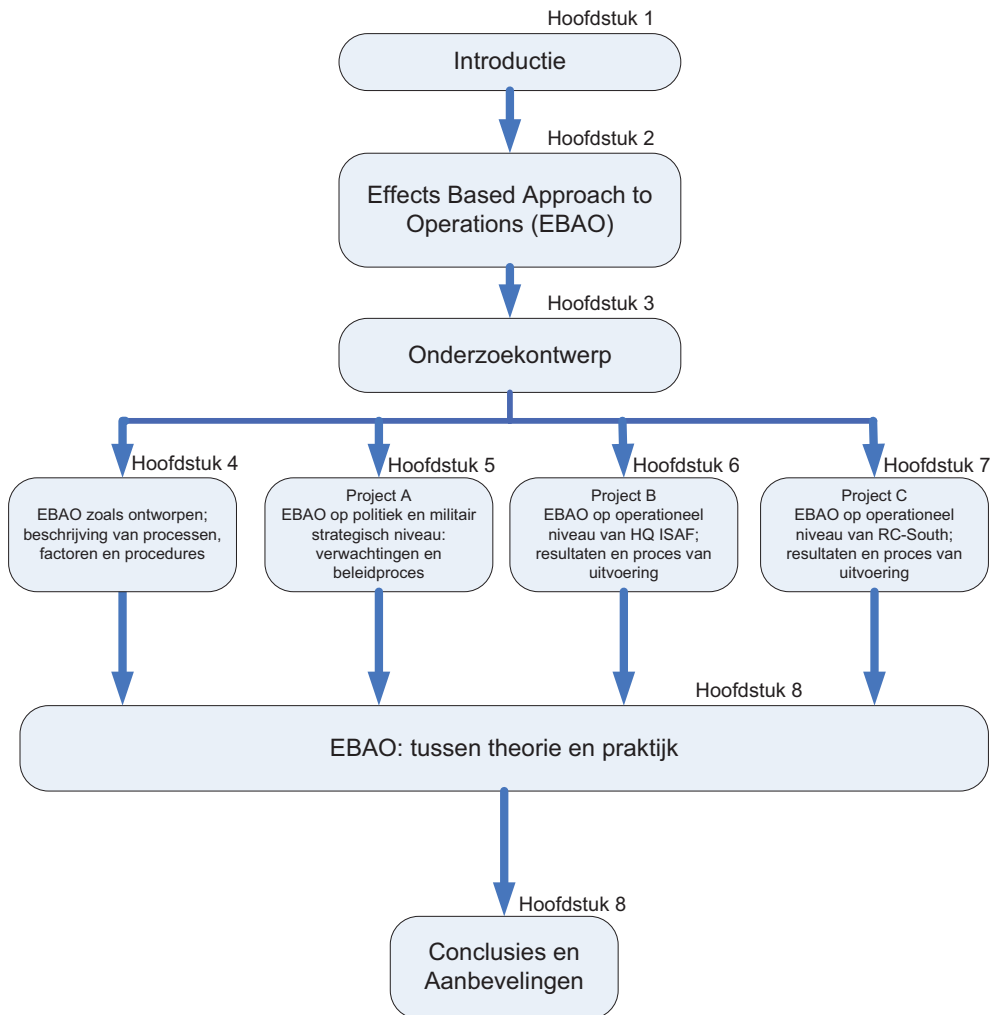 Hoofdstuk 1
Introductie
Hoofdstuk 2
Effects Based Approach to
Operations (EBAO)
Hoofdstuk 3
Onderzoekontwerp
Hoofdstuk 4
EBAO zoals ontworpen;
beschrijving van processen,
factoren en procedures
Hoofdstuk 5
Project A
EBAO op politiek en militair
strategisch niveau:
verwachtingen en
beleidproces
Hoofdstuk 6
Project B
EBAO op operationeel
niveau van HQ ISAF;
resultaten en proces van
uitvoering
Hoofdstuk 7
Project C
EBAO op operationeel
niveau van RC-South;
resultaten en proces van
uitvoering
Hoofdstuk 8
EBAO: tussen theorie en praktijk
Hoofdstuk 8
Conclusies en
Aanbevelingen